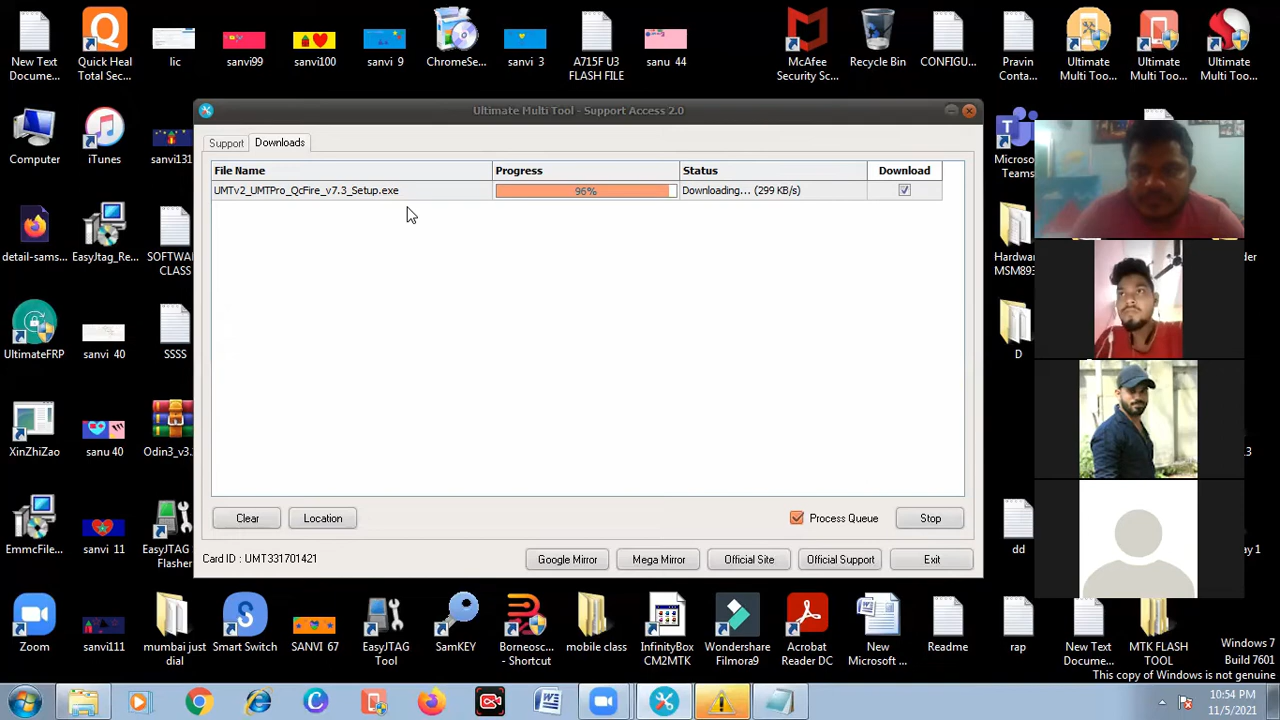 New Text
Docume...
Quick Heal
Total Sec...
lic
sanvi99
sanvi100
sanvi 9
ChromeSe...
sanvi 3
A715F U3
FLASH FILE
sanu 44
McAfee
Security Sc...
Recycle Bin
CONFIGU...
Pravin
Conta...
Ultimate
Multi Too...
Ultimate
Multi Too...
Ultimate
Multi Too...
Computer
iTunes
sanvi131
Microso...
Teams
detail-sams...
EasyJtag_Re...
SOFTWAR
CLASS
Hardwar
MSM893
der
UltimateFRP
sanvi 40
SSSS
D
XinZhiZao
sanu 40
Odin3_v3.
.3
EmmcFile...
sanvi 11
EasyJTAG
Flasher
dd
ay 1
Ultimate Multi Tool - Support Access 2.0
Support
Downloads
File Name
Progress
Status
Download
UMTv2_UMTPro_QcFire_v7.3_Setup.exe
96%
Downloading... (299 KB/s)
Clear
Location
Process Queue
Stop
Card ID : UMT331701421
Google Mirror
Mega Mirror
Official Site
Official Support
Exit
Zoom
sanvi111
mumbai just
dial
Smart Switch
SANVI 67
EasyJTAG
Tool
SamKEY
Borneosc...
- Shortcut
mobile class
InfinityBox
CM2MTK
Wondershare
Filmora9
Acrobat
Reader DC
New
Microsoft ...
Readme
rap
New Text
Docume...
MTK FLASH
TOOL
Windows 7
Build 7601
This copy of Windows is not genuine
10:54 PM
11/5/2021